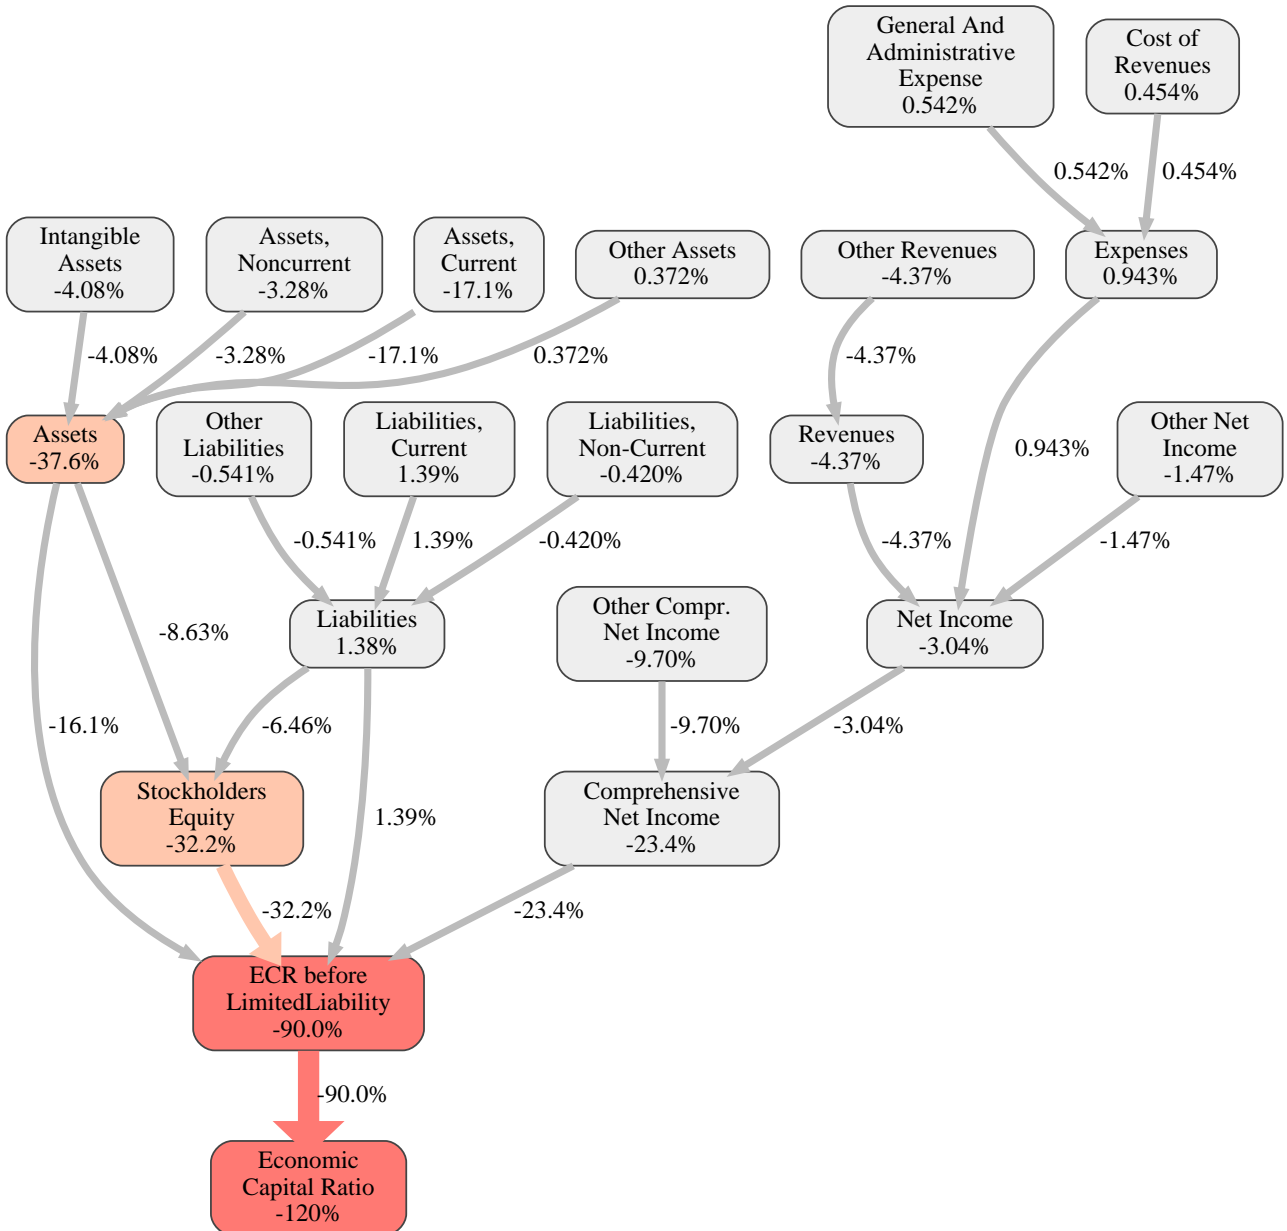 General And
Administrative
Expense
0.542%
Cost of
Revenues
0.454%
0.542%
0.454%
Intangible
Assets
-4.08%
Assets,
Noncurrent
-3.28%
Assets,
Current
-17.1%
Other Assets
0.372%
Other Revenues
-4.37%
Expenses
0.943%
-4.08%
-3.28%
-17.1%
0.372%
-4.37%
Assets
-37.6%
Other
Liabilities
-0.541%
Liabilities,
Current
1.39%
Liabilities,
Non-Current
-0.420%
Revenues
-4.37%
0.943%
Other Net
Income
-1.47%
-0.541%
1.39%
-0.420%
-4.37%
-1.47%
-8.63%
Liabilities
1.38%
Other Compr.
Net Income
-9.70%
Net Income
-3.04%
-16.1%
-6.46%
-9.70%
-3.04%
Stockholders
Equity
-32.2%
1.39%
Comprehensive
Net Income
-23.4%
-32.2%
-23.4%
ECR before
LimitedLiability
-90.0%
-90.0%
Economic
Capital Ratio
-120%